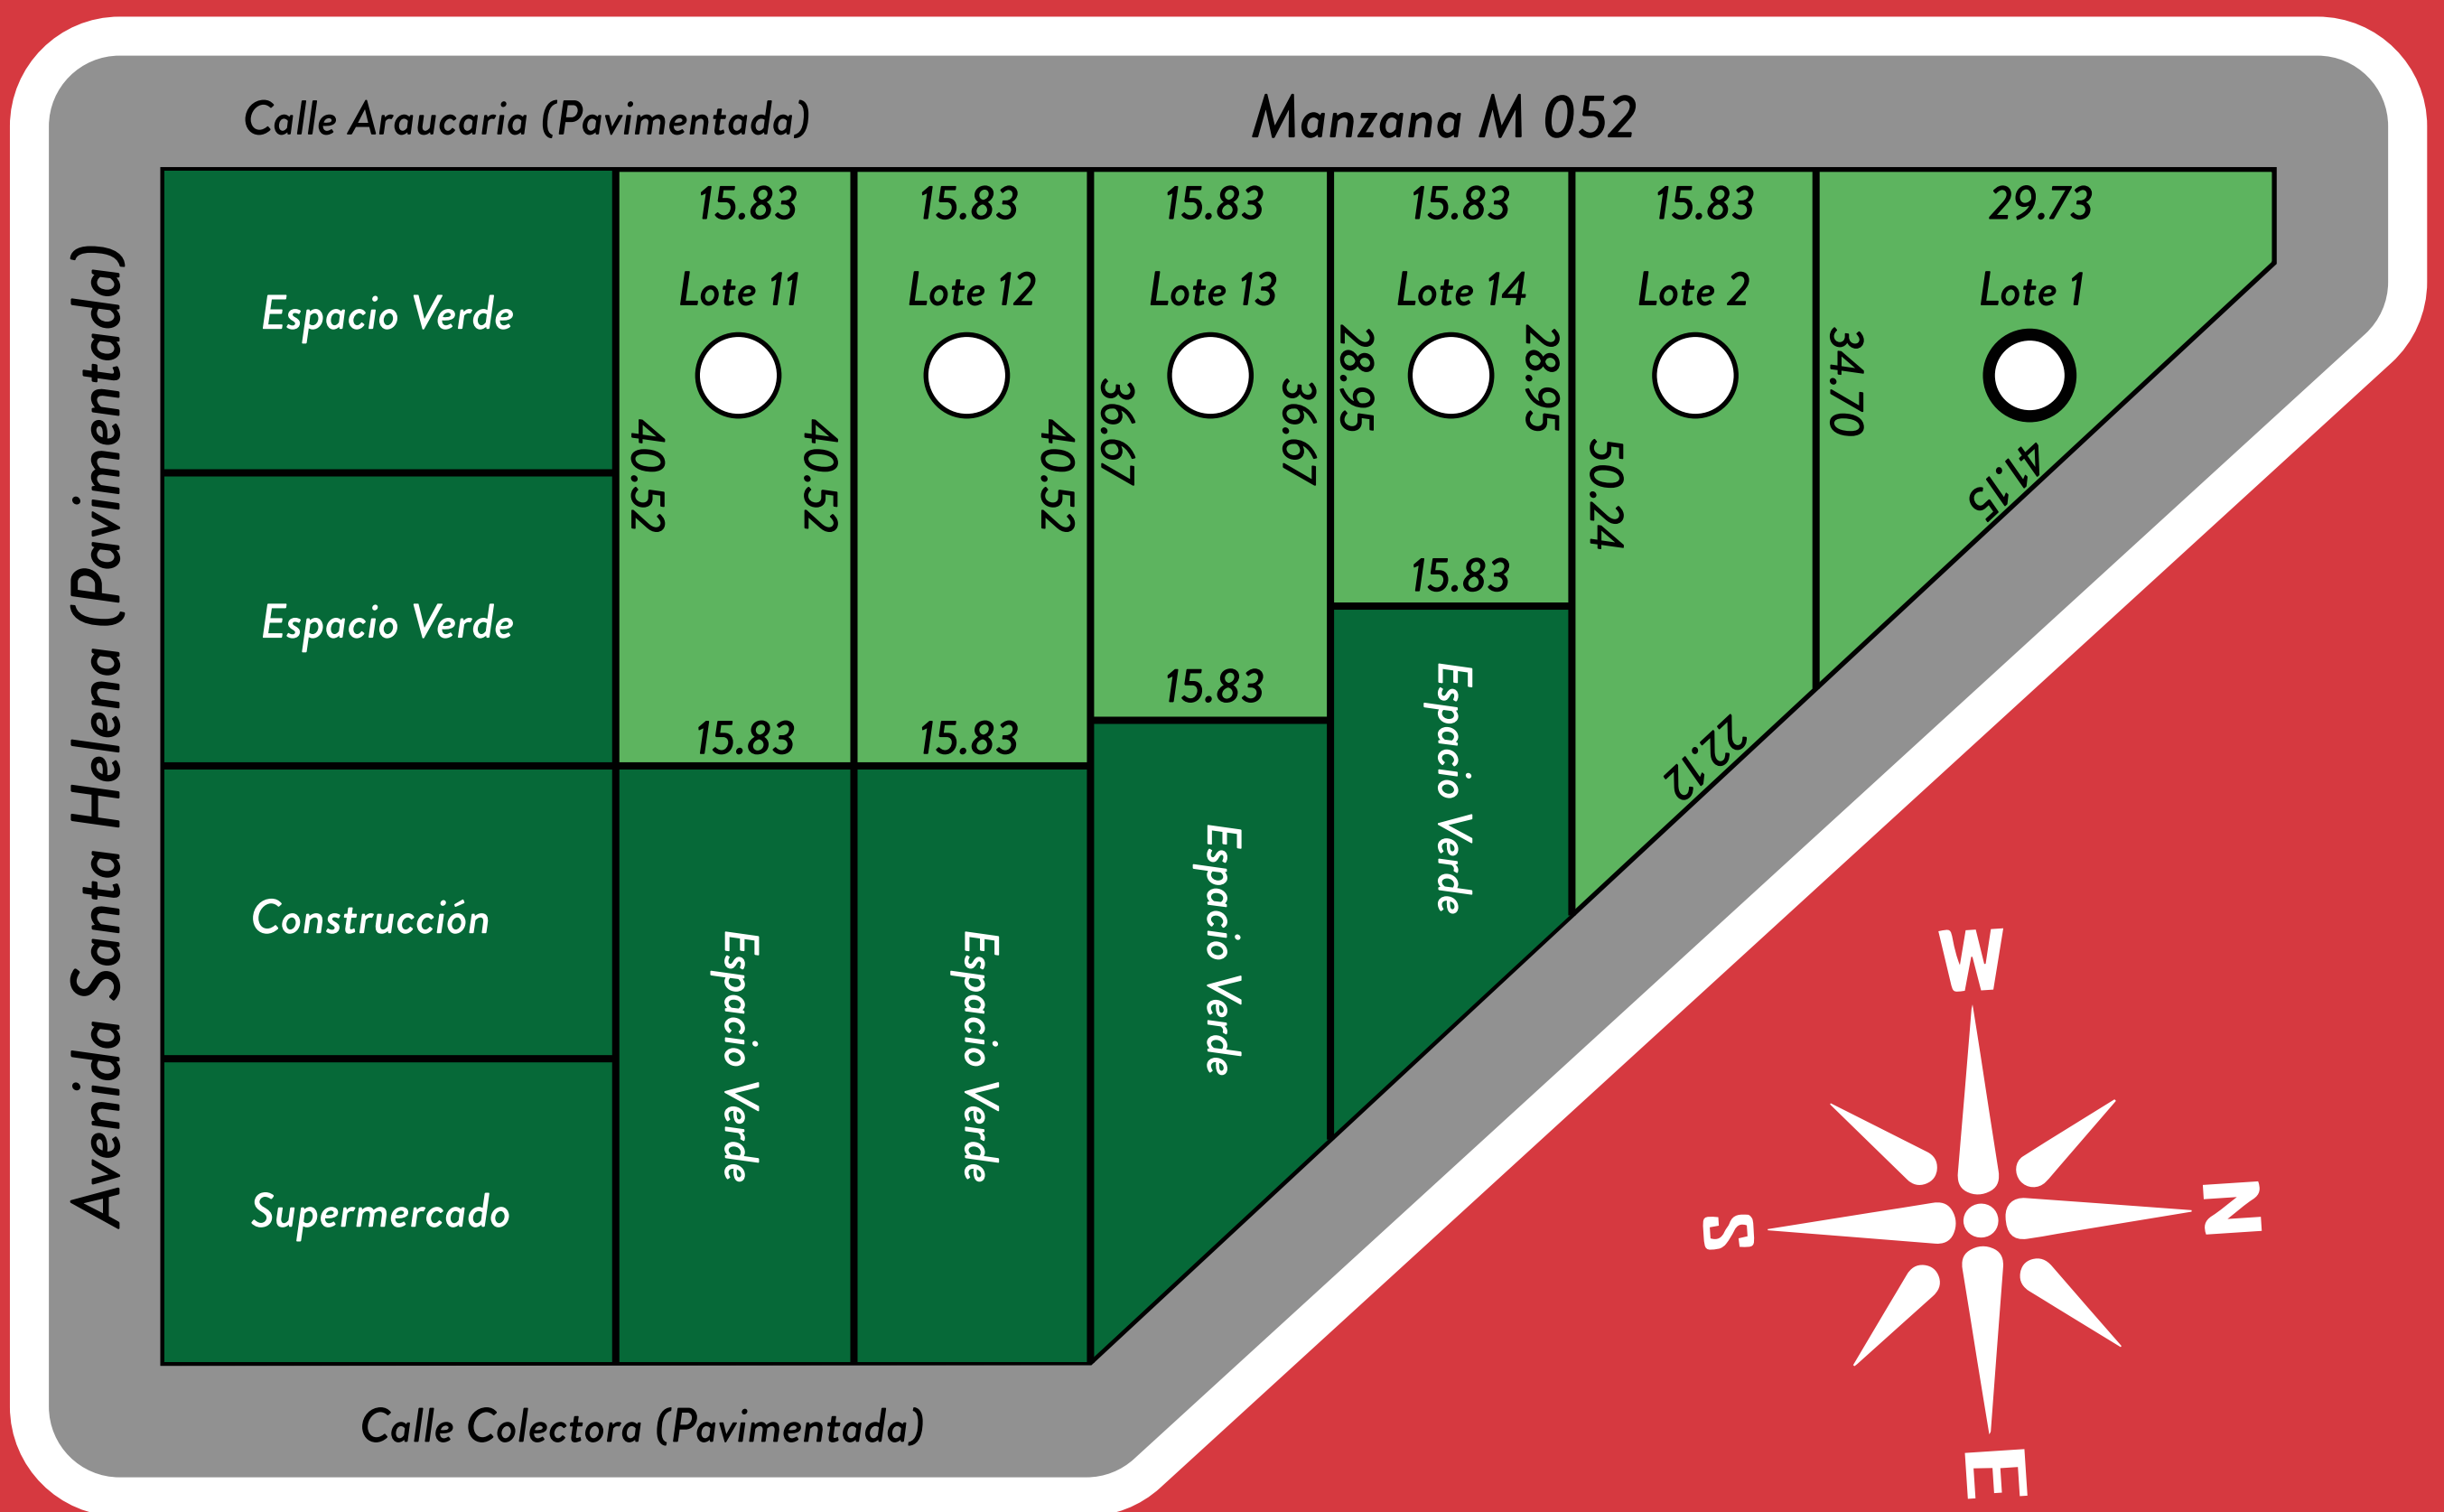 Calle Araucaria (Pavimentada)
Manzana M 052
Avenida Santa Helena (Pavimentada)
15.83
15.83
15.83
15.83
15.83
29.73
Espacio Verde
Lote 11
Lote 12
Lote 13
Lote 14
Lote 2
Lote 1
40.52
40.52
40.52
36.67
36.67
28.95
28.95
50.24
34.70
41.15
15.83
Espacio Verde
15.83
15.83
15.83
22.12
Espacio Verde
Espacio Verde
Espacio Verde
Espacio Verde
Construcción
Supermercado
Calle Colectora (Pavimentada)
W
N
S
E